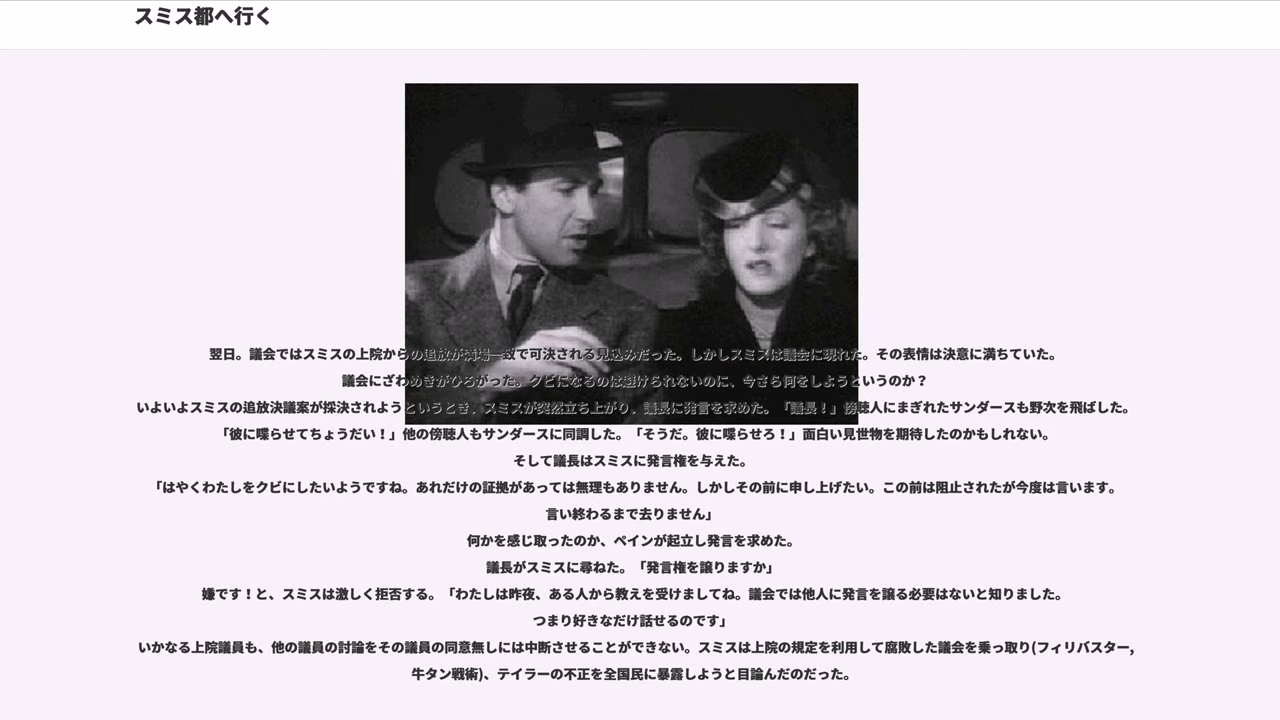 スミス都へ行く
翌日。議会ではスミスの上院からの追放が満場一致で可決される見込みだった。しかしスミスは議会に現れた。その表情は決意に満ちていた。
議会にざわめきがひろがった。クビになるのは避けられないのに、今さら何をしようというのか？
いよいよスミスの追放決議案が採決されようというとき、スミスが突然立ち上がり、議長に発言を求めた。「議長！」傍聴人にまぎれたサンダースも野次を飛ばした。
「彼に喋らせてちょうだい！」他の傍聴人もサンダースに同調した。「そうだ。彼に喋らせろ！」面白い見世物を期待したのかもしれない。
そして議長はスミスに発言権を与えた。
「はやくわたしをクビにしたいようですね。あれだけの証拠があっては無理もありません。しかしその前に申し上げたい。この前は阻止されたが今度は言います。
言い終わるまで去りません」
何かを感じ取ったのか、ペインが起立し発言を求めた。
議長がスミスに尋ねた。「発言権を譲りますか」
嫌です！と、スミスは激しく拒否する。「わたしは昨夜、ある人から教えを受けましてね。議会では他人に発言を譲る必要はないと知りました。
つまり好きなだけ話せるのです」
いかなる上院議員も、他の議員の討論をその議員の同意無しには中断させることができない。スミスは上院の規定を利用して腐敗した議会を乗っ取り(フィリバスター,
牛タン戦術)、テイラーの不正を全国民に暴露しようと目論んだのだった。